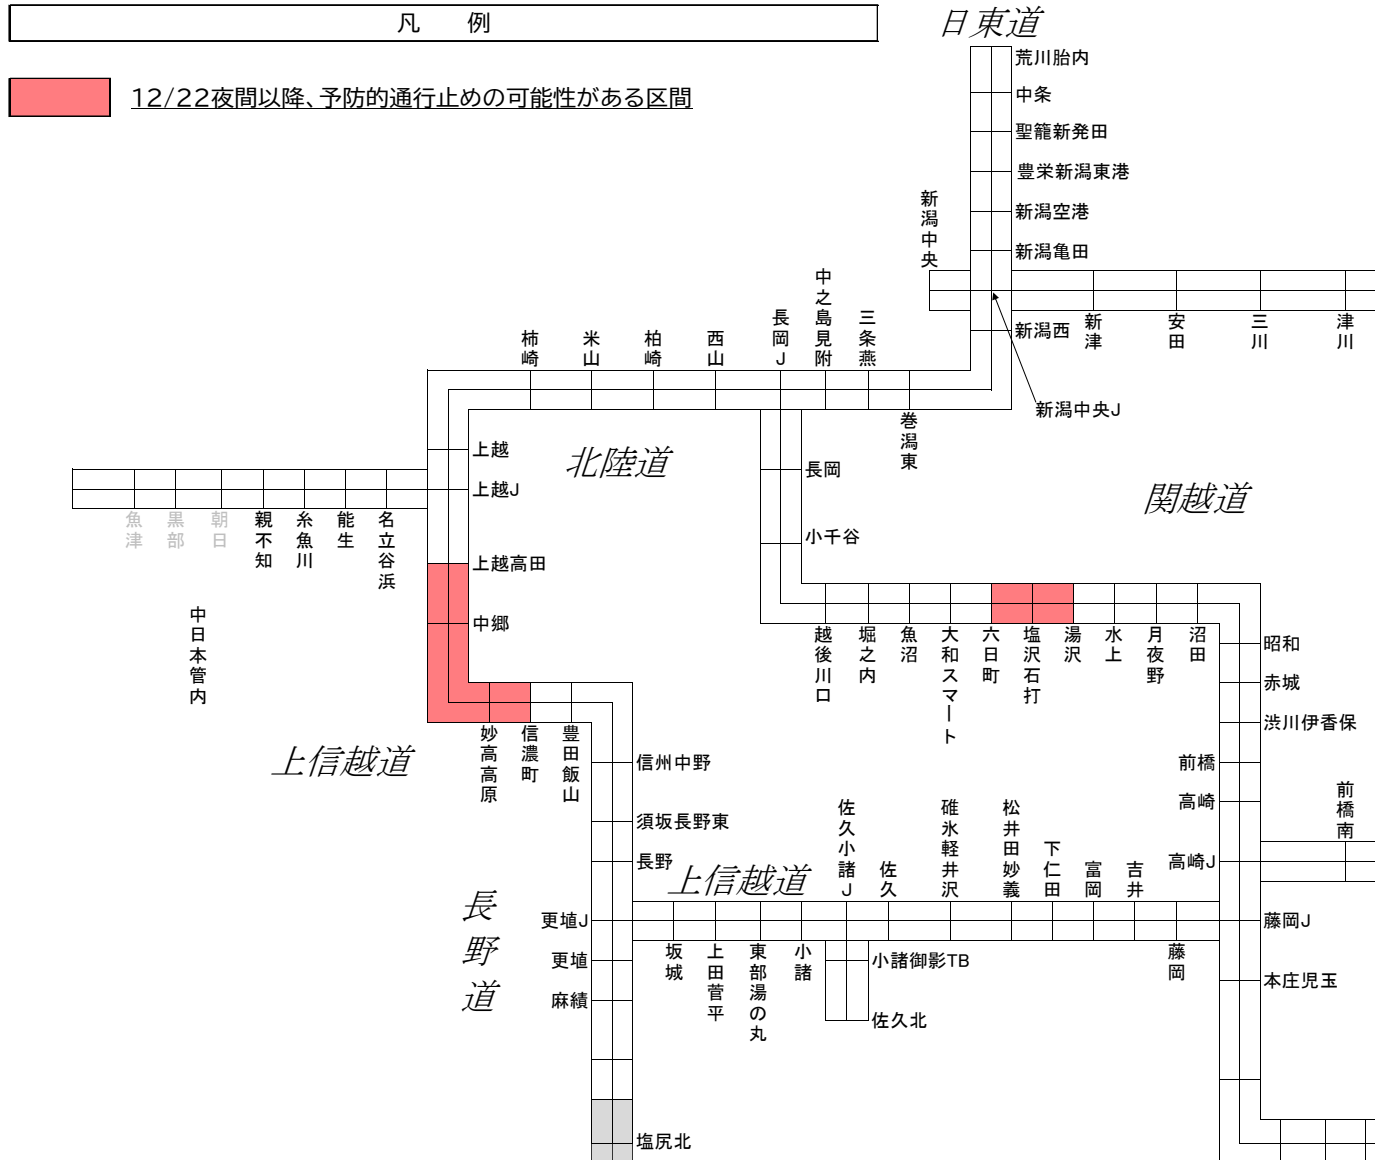 凡 例
12/22夜間以降、予防的通行止めの可能性がある区間
日東道
荒川胎内
中条
聖籠新発田
豊栄新潟東港
新潟空港
新潟亀田
新潟中央
新潟西
新津
安田
三川
津川
新潟中央J
柿崎
米山
柏崎
西山
長岡J
中之島見附
三条燕
巻潟東
北陸道
上越
上越J
魚津
黒部
朝日
親不知
糸魚川
能生
名立谷浜
中日本管内
上越高田
中郷
長岡
小千谷
関越道
越後川口
堀之内
魚沼
大和スマート
六日町
塩沢石打
湯沢
水上
月夜野
沼田
昭和
赤城
渋川伊香保
前橋
高崎
前橋南
高崎J
上信越道
妙高高原
信濃町
豊田飯山
信州中野
須坂長野東
長野
上信越道
佐久小諸J
佐久
碓氷軽井沢
松井田妙義
下仁田
富岡
吉井
長野道
更埴J
藤岡J
更埴
麻績
坂城
上田菅平
東部湯の丸
小諸
小諸御影TB
佐久北
藤岡
本庄児玉
塩尻北